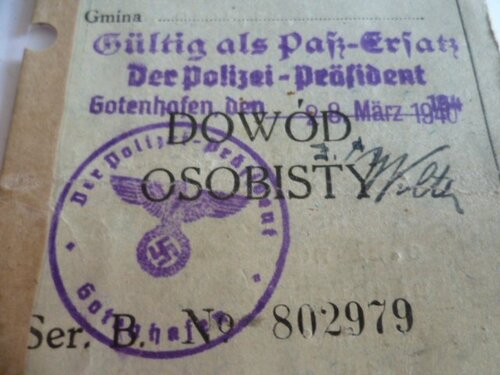 Gmina
Gültig als Paß-Ersatz
Der Polizei-Präsident
Gotenhafen, den 28. März 1940
DOWÓD
OSOBISTY
Der Polizei-Präsident
Gotenhafen
Ser. B. № 802979